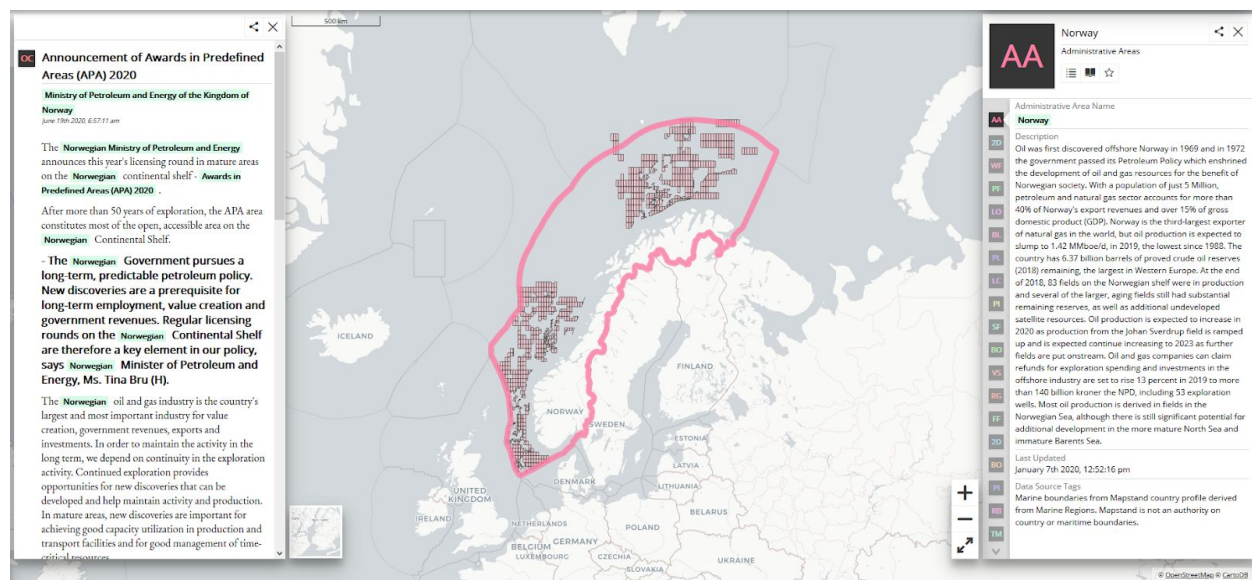 Announcement of Awards in Predefined
Areas (APA) 2020
Ministry of Petroleum and Energy of the Kingdom of
Norway
June 19th 2020, 6:57:11 am
The Norwegian Ministry of Petroleum and Energy
announces this year's licensing round in mature areas
on the Norwegian continental shelf - Awards in
Predefined Areas (APA) 2020 .
After more than 50 years of exploration, the APA area
constitutes most of the open, accessible area on the
Norwegian Continental Shelf.
- The Norwegian Government pursues a
long-term, predictable petroleum policy.
New discoveries are a prerequisite for
long-term employment, value creation and
government revenues. Regular licensing
rounds on the Norwegian Continental Shelf
are therefore a key element in our policy,
says Norwegian Minister of Petroleum and
Energy, Ms. Tina Bru (H).
The Norwegian oil and gas industry is the country's
largest and most important industry for value
creation, government revenues, exports and
investments. In order to maintain the activity in the
long term, we depend on continuity in the exploration
activity. Continued exploration provides
opportunities for new discoveries that can be
developed and help maintain activity and production.
In mature areas, new discoveries are important for
achieving good capacity utilization in production and
transport facilities and for good management of time-
critical resources
OC
500 km
ICELAND
NORWAY
SWEDEN
FINLAND
ESTONIA
LATVIA
LITHUANIA
DENMARK
UNITED
KINGDOM
IRELAND
NETHERLANDS
BELGIUM
GERMANY
LUXEMBOURG
POLAND
BELARUS
CZECHIA
SLOVAKIA
UKRAINE
AA
Norway
Administrative Areas
Administrative Area Name
Norway
Description
Oil was first discovered offshore Norway in 1969 and in 1972
the government passed its Petroleum Policy which enshrined
the development of oil and gas resources for the benefit of
Norwegian society. With a population of just 5 Million,
petroleum and natural gas sector accounts for more than
40% of Norway's export revenues and over 15% of gross
domestic product (GDP). Norway is the third-largest exporter
of natural gas in the world, but oil production is expected to
slump to 1.42 MMboe/d, in 2019, the lowest since 1988. The
country has 6.37 billion barrels of proved crude oil reserves
(2018) remaining, the largest in Western Europe. At the end
of 2018, 83 fields on the Norwegian shelf were in production
and several of the larger, aging fields still had substantial
remaining reserves, as well as additional undeveloped
satellite resources. Oil production is expected to increase in
2020 as production from the Johan Sverdrup field is ramped
up and is expected continue increasing to 2023 as further
fields are put onstream. Oil and gas companies can claim
refunds for exploration spending and investments in the
offshore industry are set to rise 13 percent in 2019 to more
than 140 billion kroner the NPD, including 53 exploration
wells. Most oil production is derived in fields in the
Norwegian Sea, although there is still significant potential for
additional development in the more mature North Sea and
immature Barents Sea.
Last Updated
January 7th 2020, 12:52:16 pm
Data Source Tags
Marine boundaries from Mapstand country profile derived
from Marine Regions. Mapstand is not an authority on
country or maritime boundaries.
AA
2D
WF
PF
LO
BL
PL
LC
PI
SF
BO
VS
RG
FF
2D
BO
PI
RB
TM
© OpenStreetMap © CartoDB